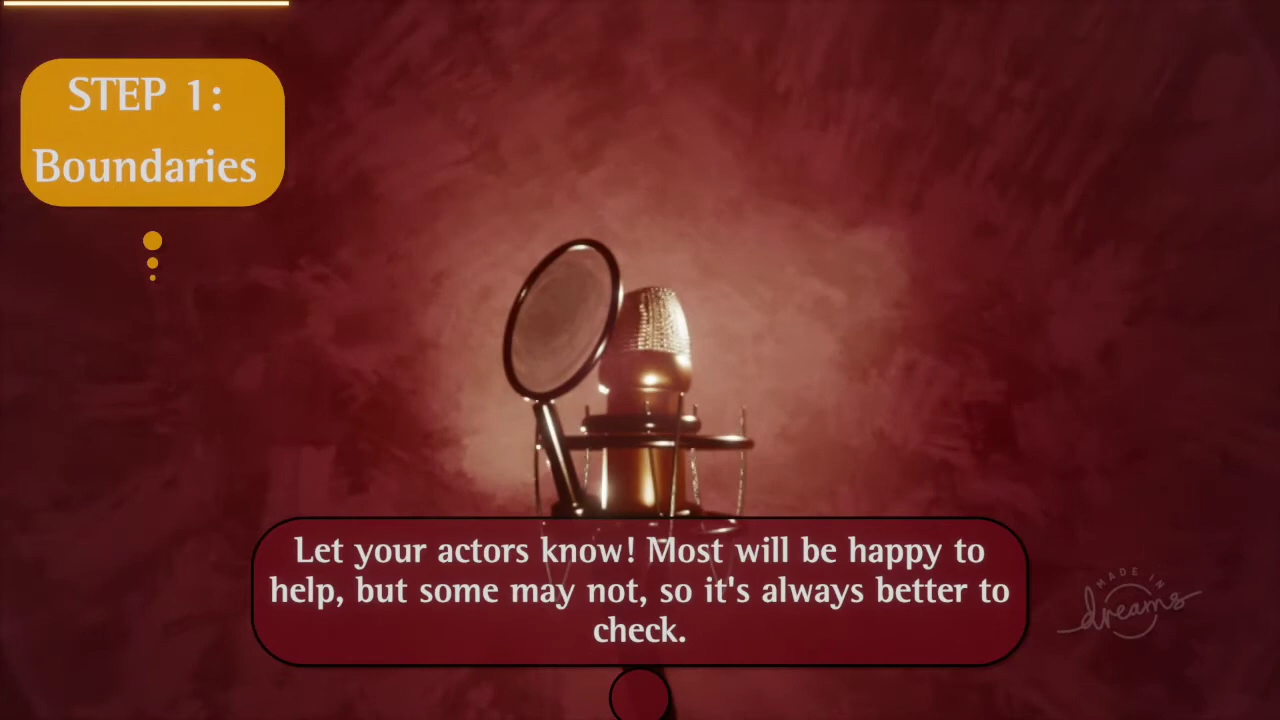 STEP 1:
Boundaries
Let your actors know! Most will be happy to
help, but some may not, so it's always better to
check.
MADE IN
dreams